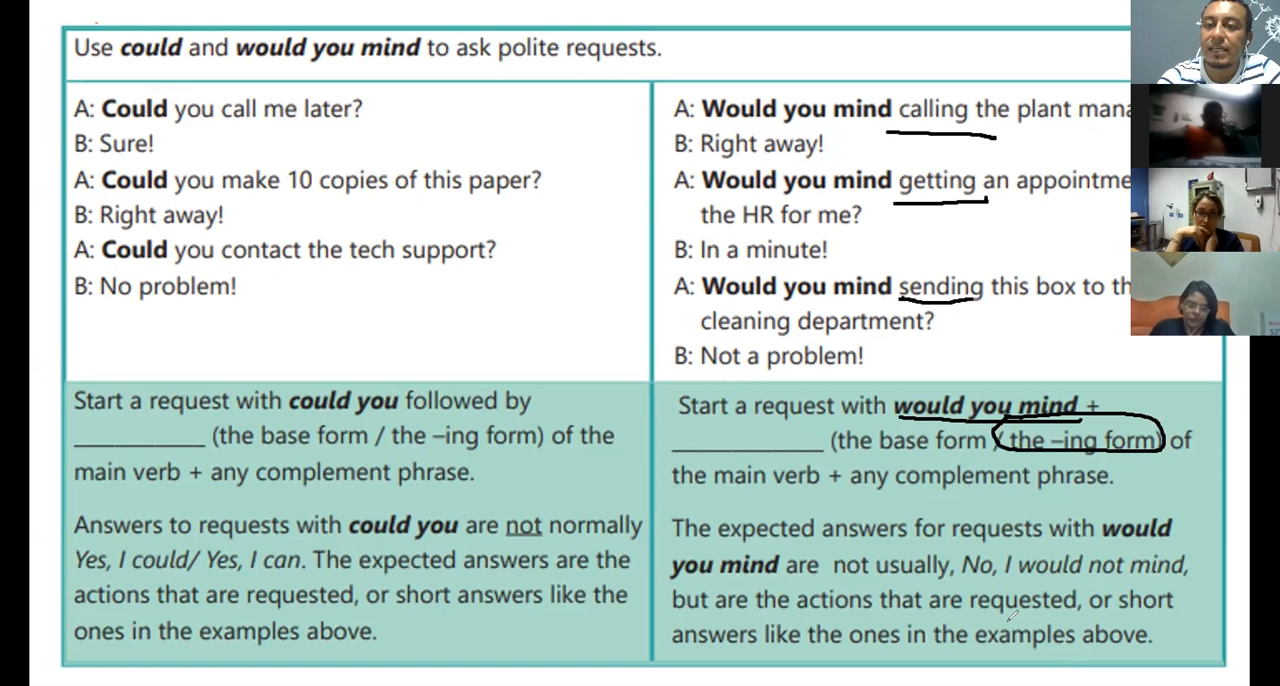 Use could and would you mind to ask polite requests.
A: Could you call me later?
B: Sure!
A: Could you make 10 copies of this paper?
B: Right away!
A: Could you contact the tech support?
B: No problem!
A: Would you mind calling the plant mana
B: Right away!
A: Would you mind getting an appointme
the HR for me?
B: In a minute!
A: Would you mind sending this box to th
cleaning department?
B: Not a problem!
Start a request with could you followed by
___________ (the base form / the –ing form) of the
main verb + any complement phrase.
Answers to requests with could you are not normally
Yes, I could/ Yes, I can. The expected answers are the
actions that are requested, or short answers like the
ones in the examples above.
Start a request with would you mind +
_____________ (the base form / the –ing form) of
the main verb + any complement phrase.
The expected answers for requests with would
you mind are not usually, No, I would not mind,
but are the actions that are requested, or short
answers like the ones in the examples above.